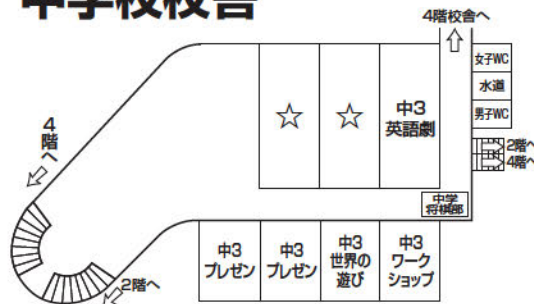 中学校校舎
4階校舎へ
女子WC
水道
男子WC
2階へ
4階へ
☆
☆
中3
英語劇
4
階
へ
中学
将棋部
中3
プレゼン
中3
プレゼン
中3
世界の
遊び
中3
ワーク
ショップ
2階へ